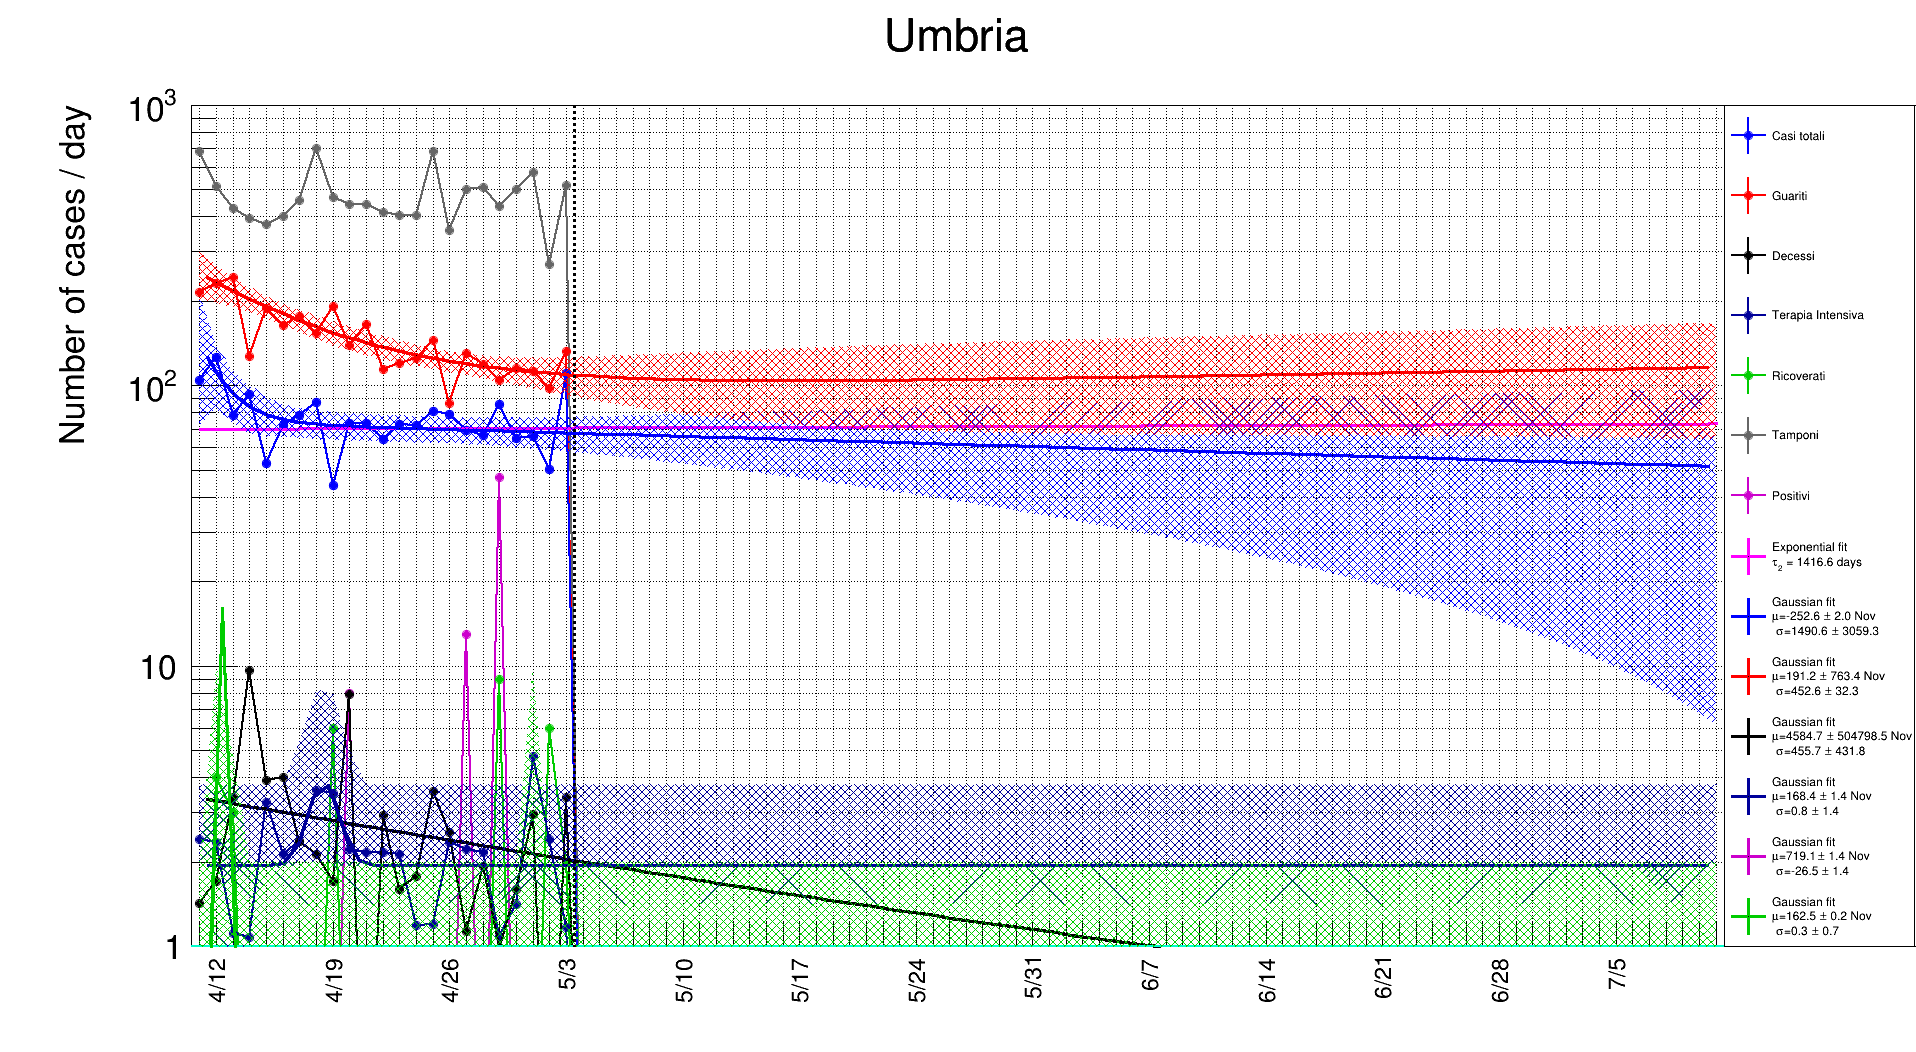 Umbria
Number of cases / day
10³
10²
10
1
4/12
4/19
4/26
5/3
5/10
5/17
5/24
5/31
6/7
6/14
6/21
6/28
7/5
Casi totali
Guariti
Decessi
Terapia Intensiva
Ricoverati
Tamponi
Positivi
Exponential fit
τ₂ = 1416.6 days
Gaussian fit
μ=-252.6 ± 2.0 Nov
σ=1490.6 ± 3059.3
Gaussian fit
μ=191.2 ± 763.4 Nov
σ=452.6 ± 32.3
Gaussian fit
μ=4584.7 ± 504798.5 Nov
σ=455.7 ± 431.8
Gaussian fit
μ=168.4 ± 1.4 Nov
σ=0.8 ± 1.4
Gaussian fit
μ=719.1 ± 1.4 Nov
σ=-26.5 ± 1.4
Gaussian fit
μ=162.5 ± 0.2 Nov
σ=0.3 ± 0.7